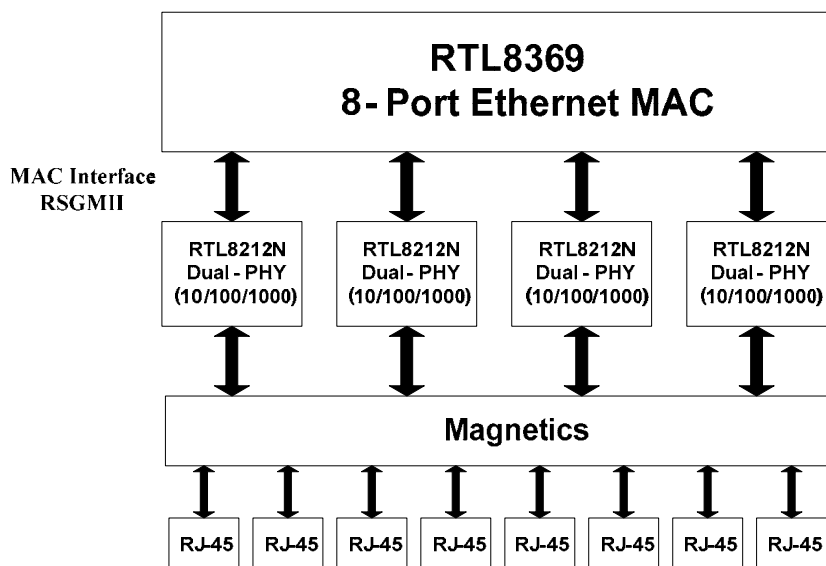 RTL8369
8- Port Ethernet MAC
MAC Interface
RSGMII
RTL8212N
Dual - PHY
(10/100/1000)
RTL8212N
Dual - PHY
(10/100/1000)
RTL8212N
Dual - PHY
(10/100/1000)
RTL8212N
Dual - PHY
(10/100/1000)
Magnetics
RJ-45
RJ-45
RJ-45
RJ-45
RJ-45
RJ-45
RJ-45
RJ-45